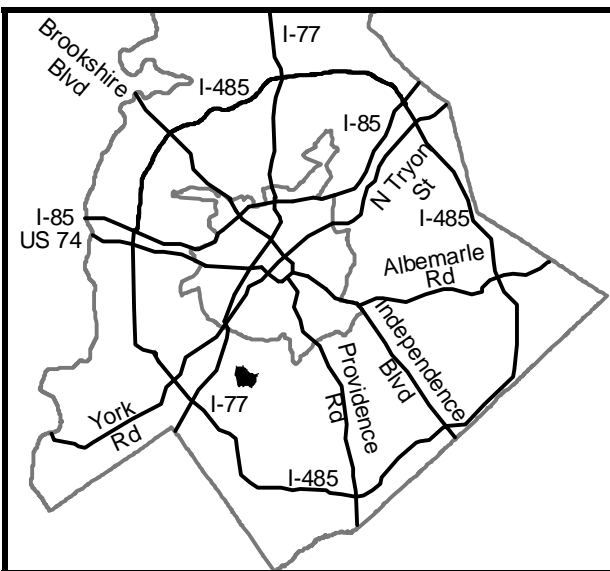 I-77
Brookshire
Blvd
I-485
I-85
N Tryon
St
I-485
I-85
US 74
Albemarle
Rd
Independence
Blvd
Providence
Rd
I-77
York
Rd
I-485